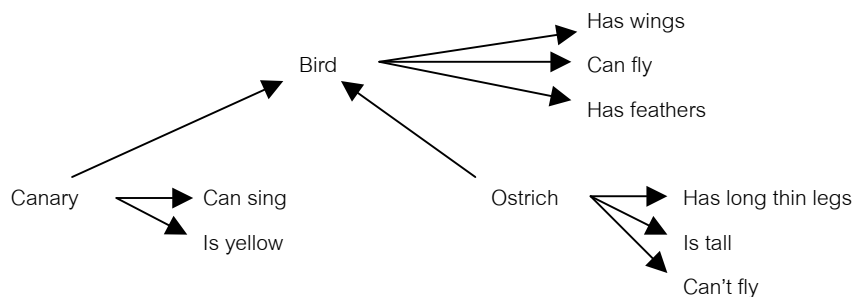 Has wings
Bird
Can fly
Has feathers
Canary
Can sing
Is yellow
Ostrich
Has long thin legs
Is tall
Can't fly